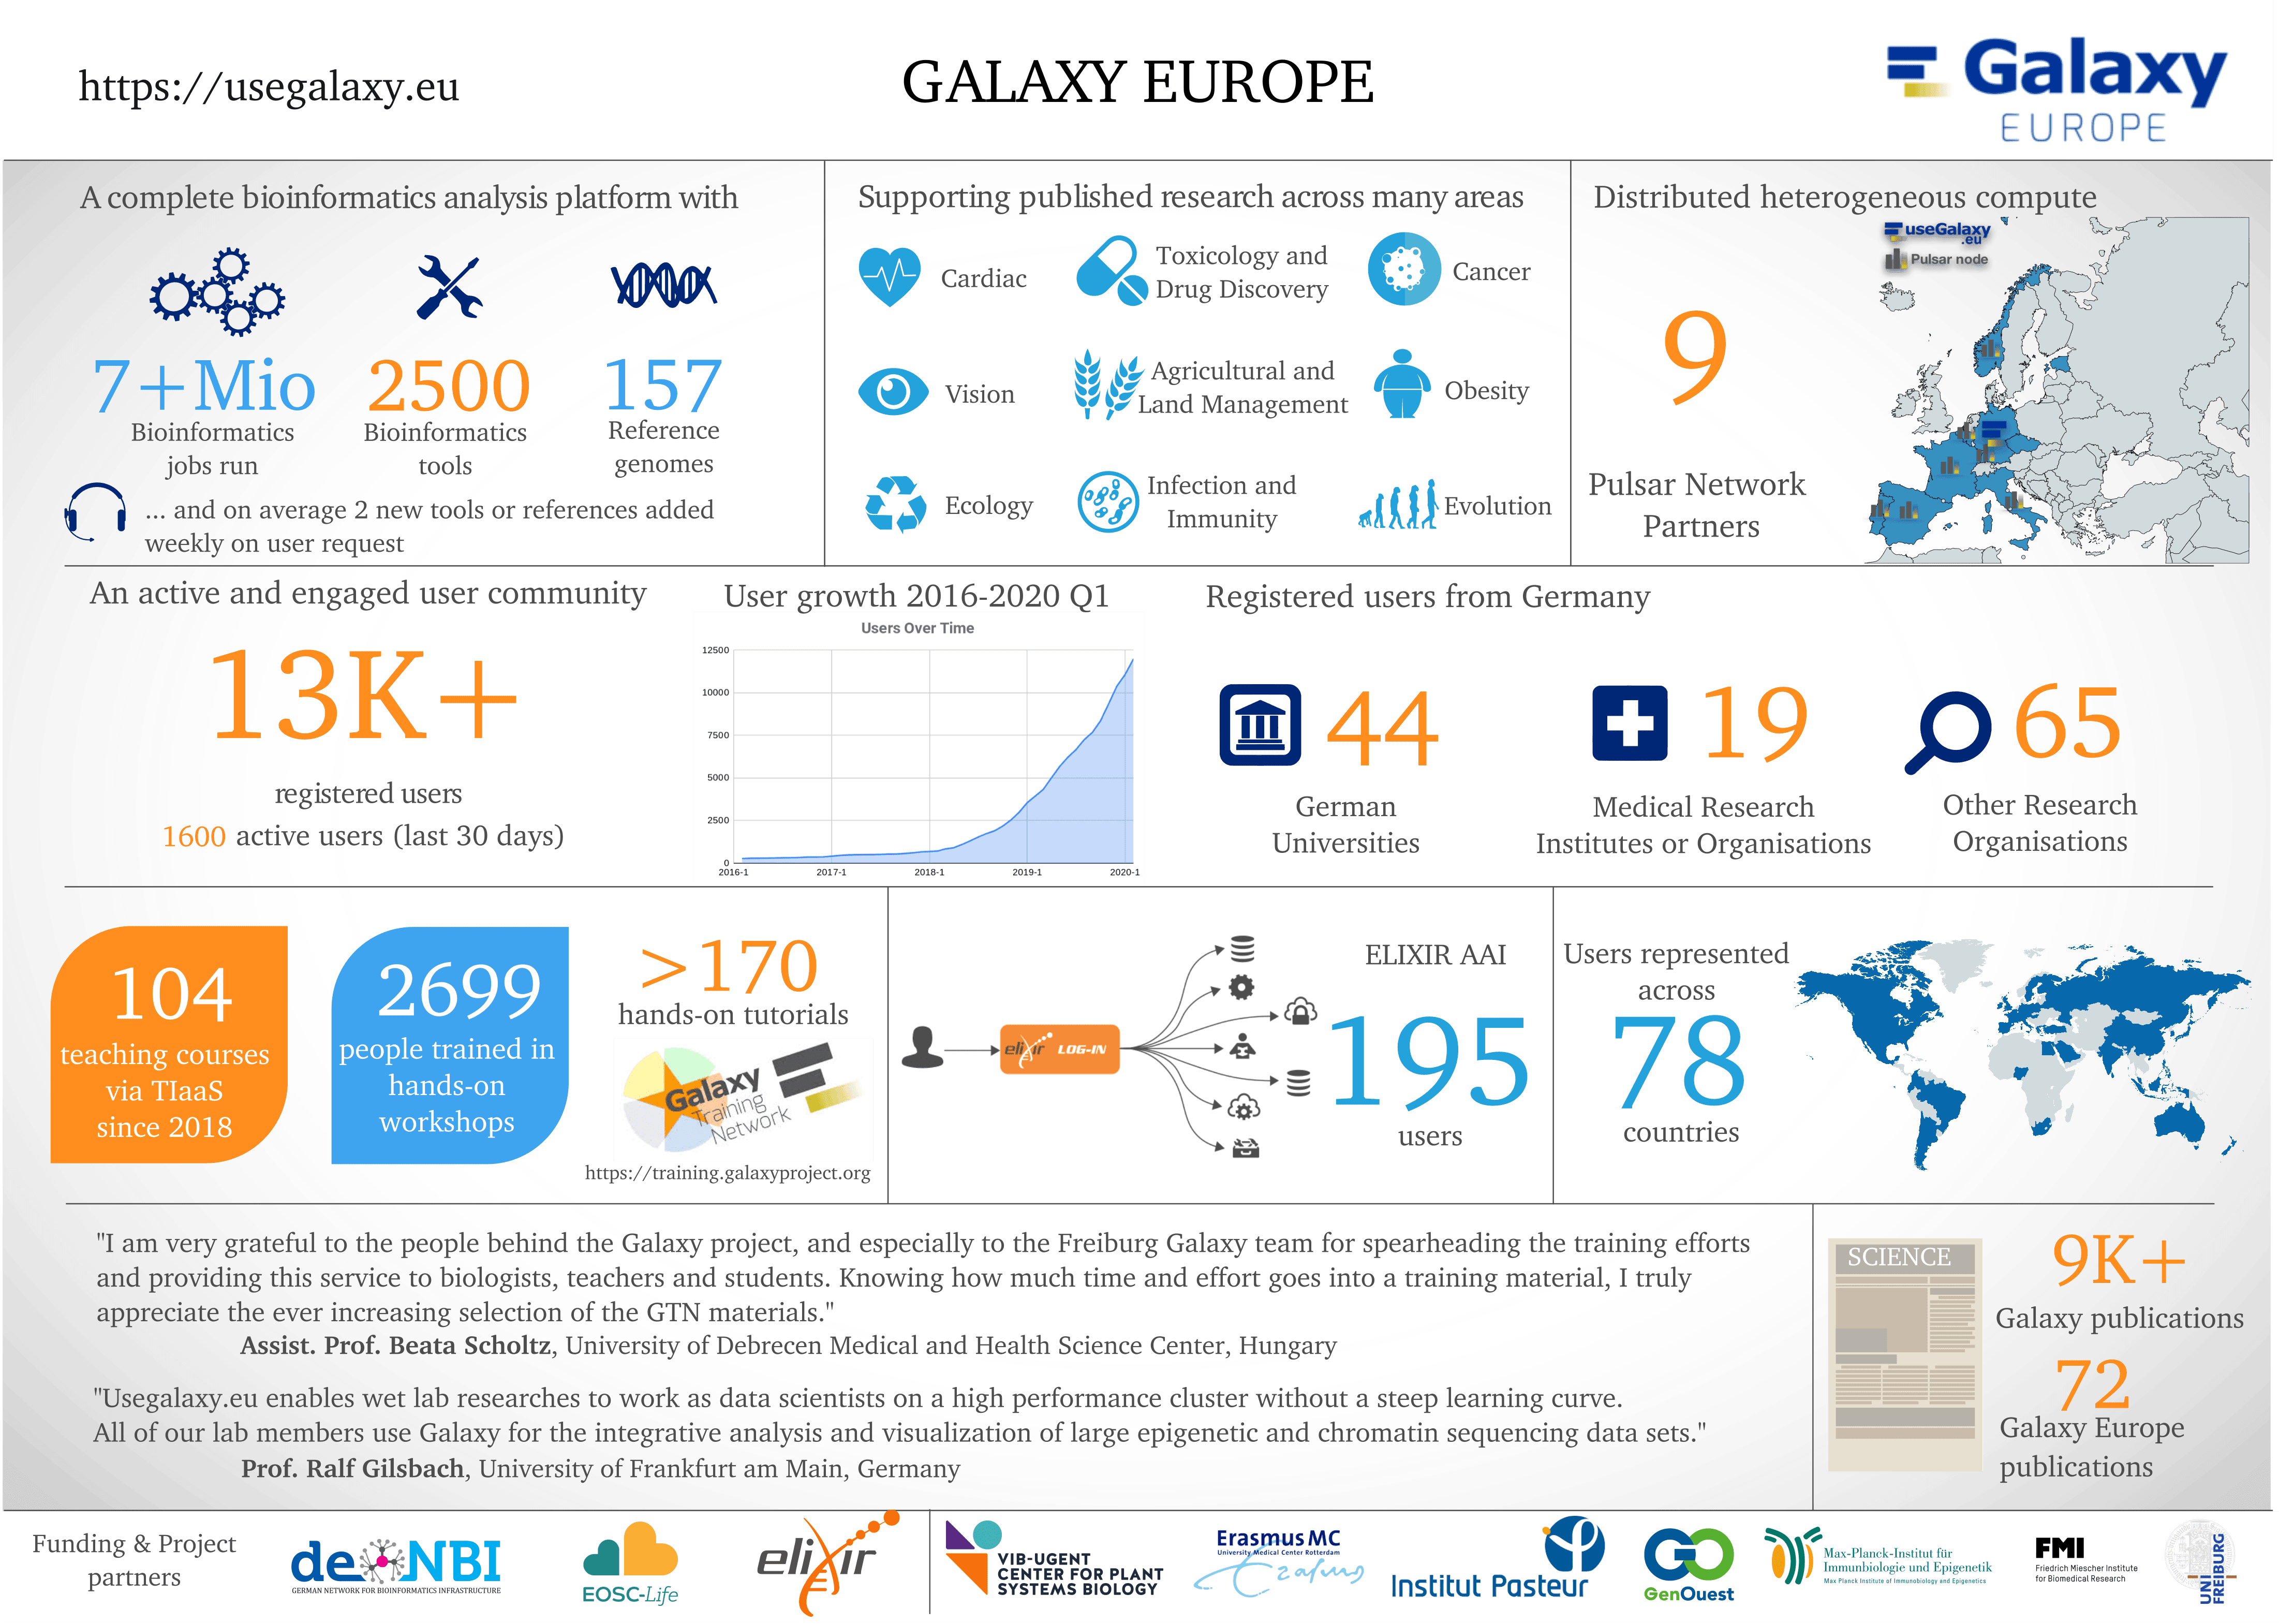 https://usegalaxy.eu
GALAXY EUROPE
Galaxy
EUROPE
A complete bioinformatics analysis platform with
7+Mio
Bioinformatics
jobs run
2500
Bioinformatics
tools
157
Reference
genomes
... and on average 2 new tools or references added
weekly on user request
Supporting published research across many areas
Cardiac
Toxicology and
Drug Discovery
Cancer
Vision
Agricultural and
Land Management
Obesity
Ecology
Infection and
Immunity
Evolution
Distributed heterogeneous compute
useGalaxy
.eu
Pulsar node
9
Pulsar Network
Partners
An active and engaged user community
13K+
registered users
1600 active users (last 30 days)
User growth 2016-2020 Q1
Users Over Time
12500
10000
7500
5000
2500
0
2016-1
2017-1
2018-1
2019-1
2020-1
Registered users from Germany
44
German
Universities
19
Medical Research
Institutes or Organisations
65
Other Research
Organisations
104
teaching courses
via TIaaS
since 2018
2699
people trained in
hands-on
workshops
>170
hands-on tutorials
Galaxy
Training
Network
https://training.galaxyproject.org
elixir LOG-IN
ELIXIR AAI
195
users
Users represented
across
78
countries
"I am very grateful to the people behind the Galaxy project, and especially to the Freiburg Galaxy team for spearheading the training efforts
and providing this service to biologists, teachers and students. Knowing how much time and effort goes into a training material, I truly
appreciate the ever increasing selection of the GTN materials."
Assist. Prof. Beata Scholtz, University of Debrecen Medical and Health Science Center, Hungary
"Usegalaxy.eu enables wet lab researches to work as data scientists on a high performance cluster without a steep learning curve.
All of our lab members use Galaxy for the integrative analysis and visualization of large epigenetic and chromatin sequencing data sets."
Prof. Ralf Gilsbach, University of Frankfurt am Main, Germany
SCIENCE
9K+
Galaxy publications
72
Galaxy Europe
publications
Funding & Project
partners
de NBI
GERMAN NETWORK FOR BIOINFORMATICS INFRASTRUCTURE
EOSC-Life
elixir
VIB-UGENT
CENTER FOR PLANT
SYSTEMS BIOLOGY
Erasmus MC
University Medical Center Rotterdam
Erasmus
Institut Pasteur
GenOuest
Max-Planck-Institut für
Immunbiologie und Epigenetik
Max Planck Institute of Immunobiology and Epigenetics
FMI
Friedrich Miescher Institute
for Biomedical Research
UNI
FREIBURG